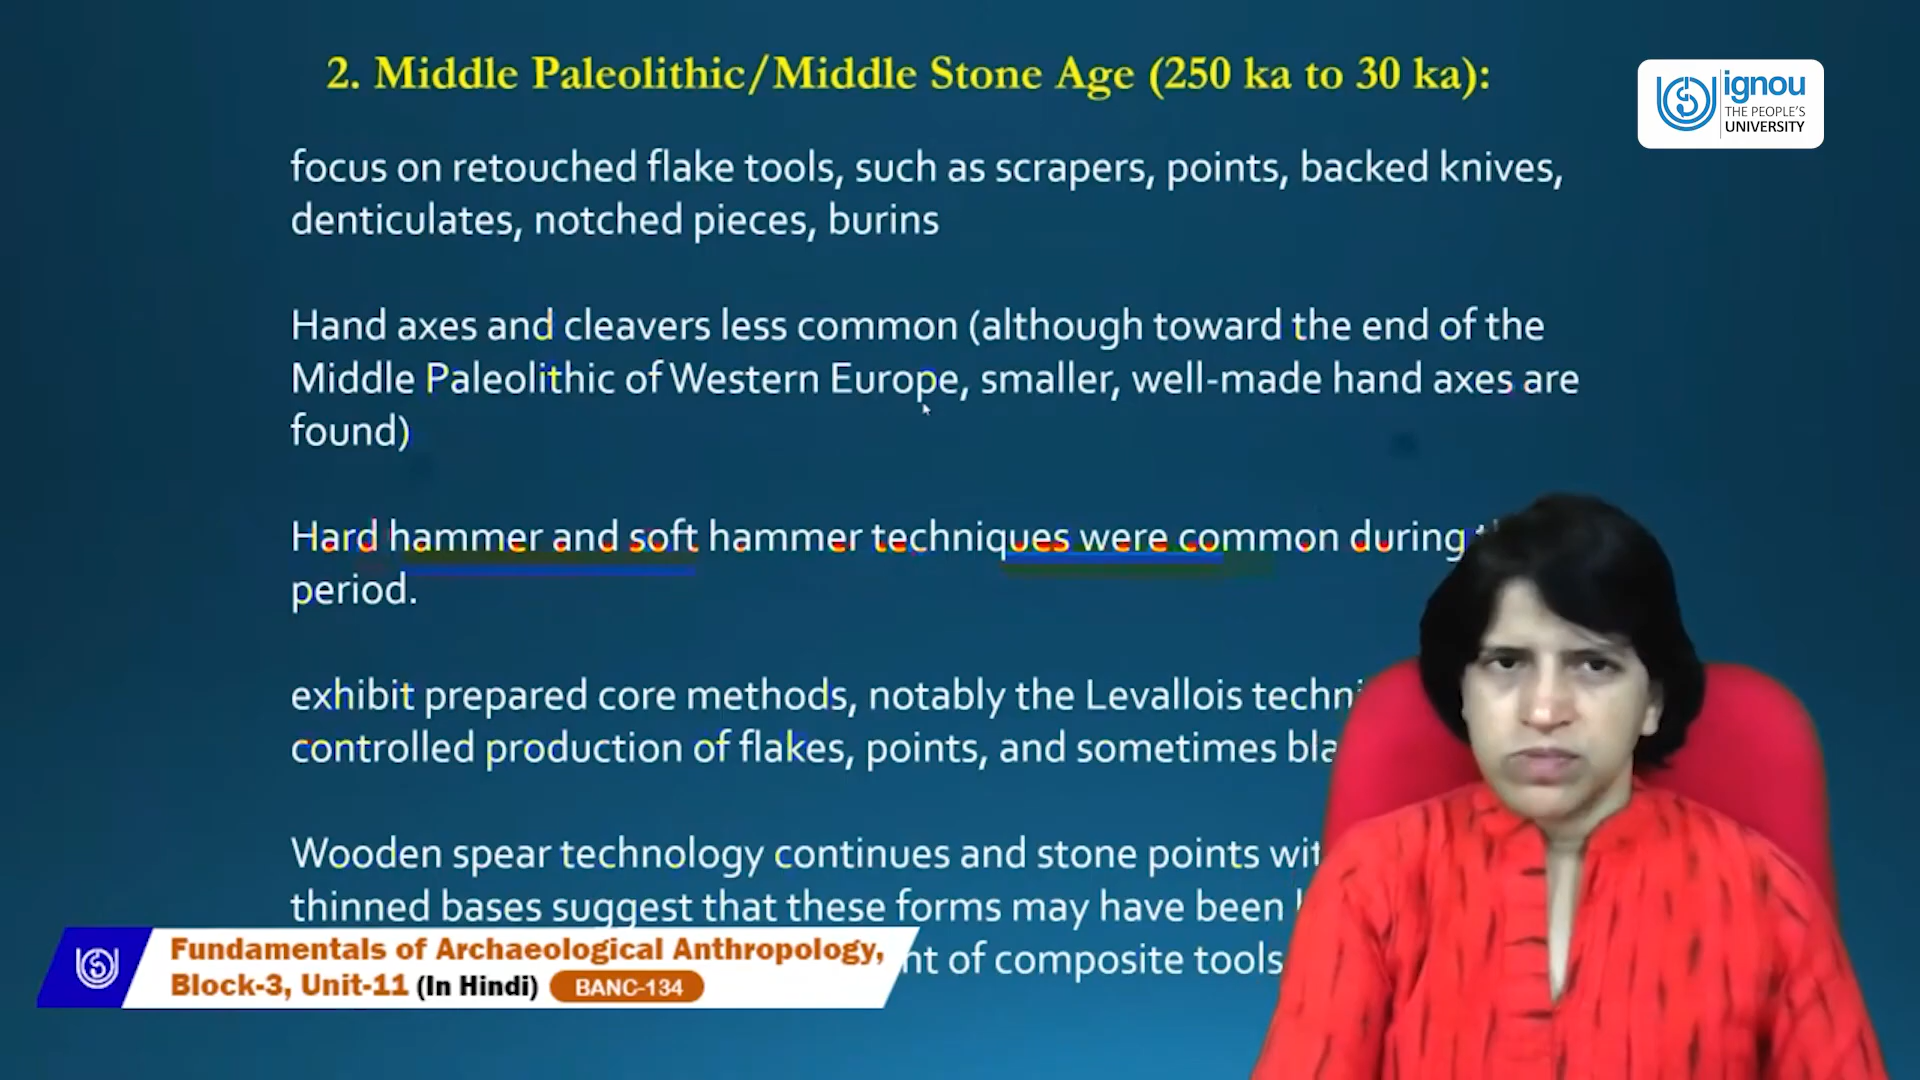 2. Middle Paleolithic/Middle Stone Age (250 ka to 30 ka):
ignou
THE PEOPLE'S
UNIVERSITY
focus on retouched flake tools, such as scrapers, points, backed knives,
denticulates, notched pieces, burins
Hand axes and cleavers less common (although toward the end of the
Middle Paleolithic of Western Europe, smaller, well-made hand axes are
found)
Hard hammer and soft hammer techniques were common during
period.
exhibit prepared core methods, notably the Levallois
controlled production of flakes, points, and sometimes
Wooden spear technology continues and stone points
thinned bases suggest that these forms may have been
of composite tools
Fundamentals of Archaeological Anthropology,
Block-3, Unit-11 (In Hindi) BANC-134